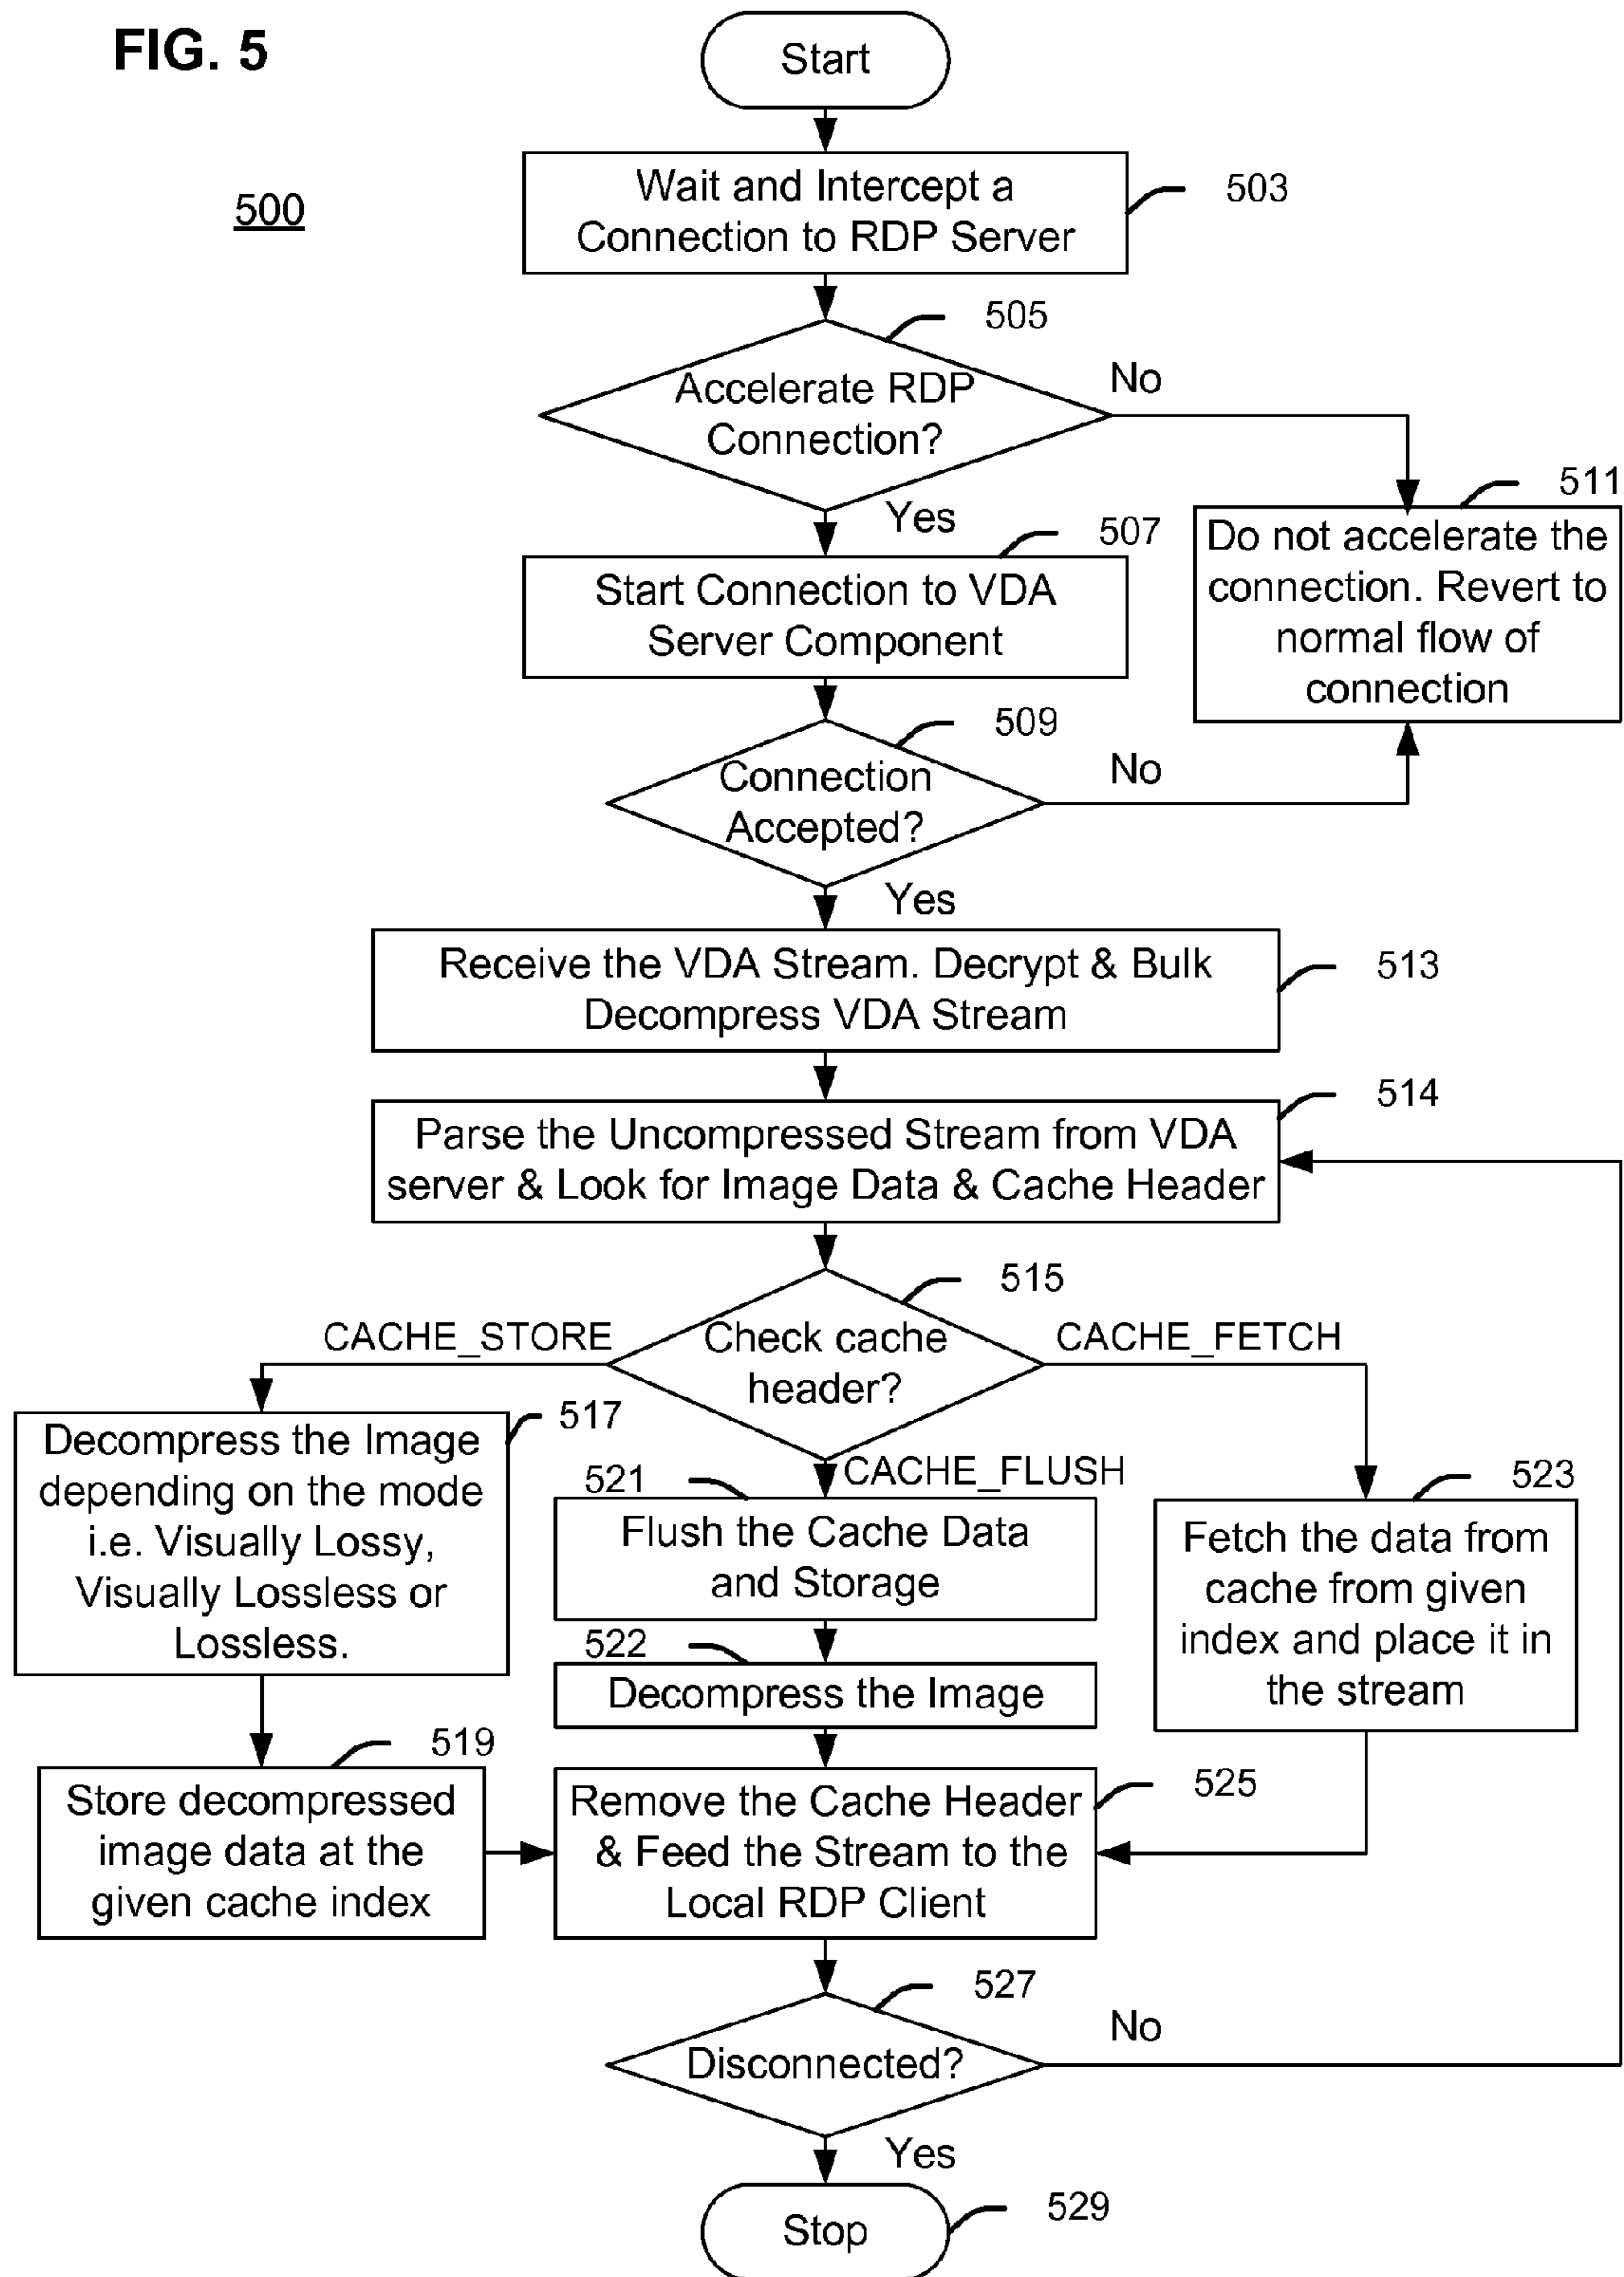 FIG. 5
Start
500
Wait and Intercept a
Connection to RDP Server
503
505
Accelerate RDP
Connection?
No
Yes
507
Start Connection to VDA
Server Component
511
Do not accelerate the
connection. Revert to
normal flow of
connection
509
Connection
Accepted?
No
Yes
Receive the VDA Stream. Decrypt & Bulk
Decompress VDA Stream
513
514
Parse the Uncompressed Stream from VDA
server & Look for Image Data & Cache Header
515
Check cache
header?
CACHE_STORE
CACHE_FETCH
CACHE_FLUSH
517
Decompress the Image
depending on the mode
i.e. Visually Lossy,
Visually Lossless or
Lossless.
521
Flush the Cache Data
and Storage
523
Fetch the data from
cache from given
index and place it in
the stream
522
Decompress the Image
519
Store decompressed
image data at the
given cache index
525
Remove the Cache Header
& Feed the Stream to the
Local RDP Client
527
Disconnected?
No
Yes
Stop
529